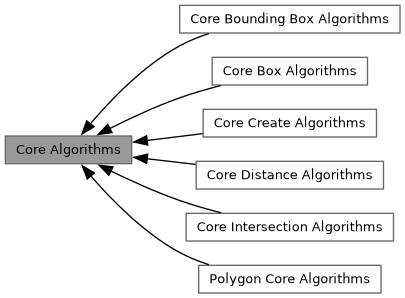 Core Bounding Box Algorithms
Core Box Algorithms
Core Create Algorithms
Core Algorithms
Core Distance Algorithms
Core Intersection Algorithms
Polygon Core Algorithms